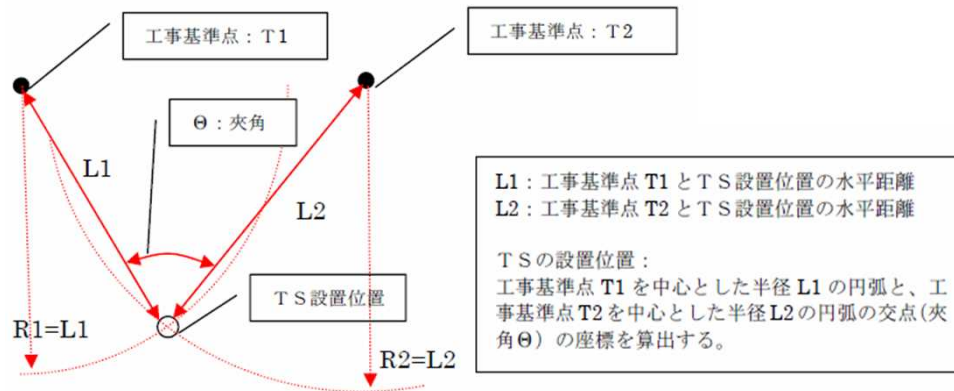 工事基準点：T1
工事基準点：T2
Θ：夾角
L1
L2
L1：工事基準点 T1 とTS設置位置の水平距離
L2：工事基準点 T2 とTS設置位置の水平距離
TSの設置位置：
工事基準点 T1 を中心とした半径 L1 の円弧と、工
事基準点T2を中心とした半径L2の円弧の交点(夾
角Θ）の座標を算出する。
TS設置位置
R1=L1
R2=L2